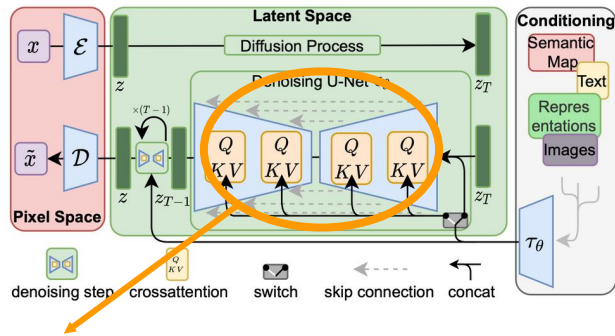 Latent Space
Conditioning
x
ℰ
Diffusion Process
Semantic
Map
z
Denoising U-Net
z_T
Text
×(T−1)
Q
Q
Q
Q
Repres
entations
x̃
D
KV
KV
KV
KV
Images
z
z_{T−1}
z_T
Pixel Space
τ_θ
Q
KV
denoising step
crossattention
switch
skip connection
concat